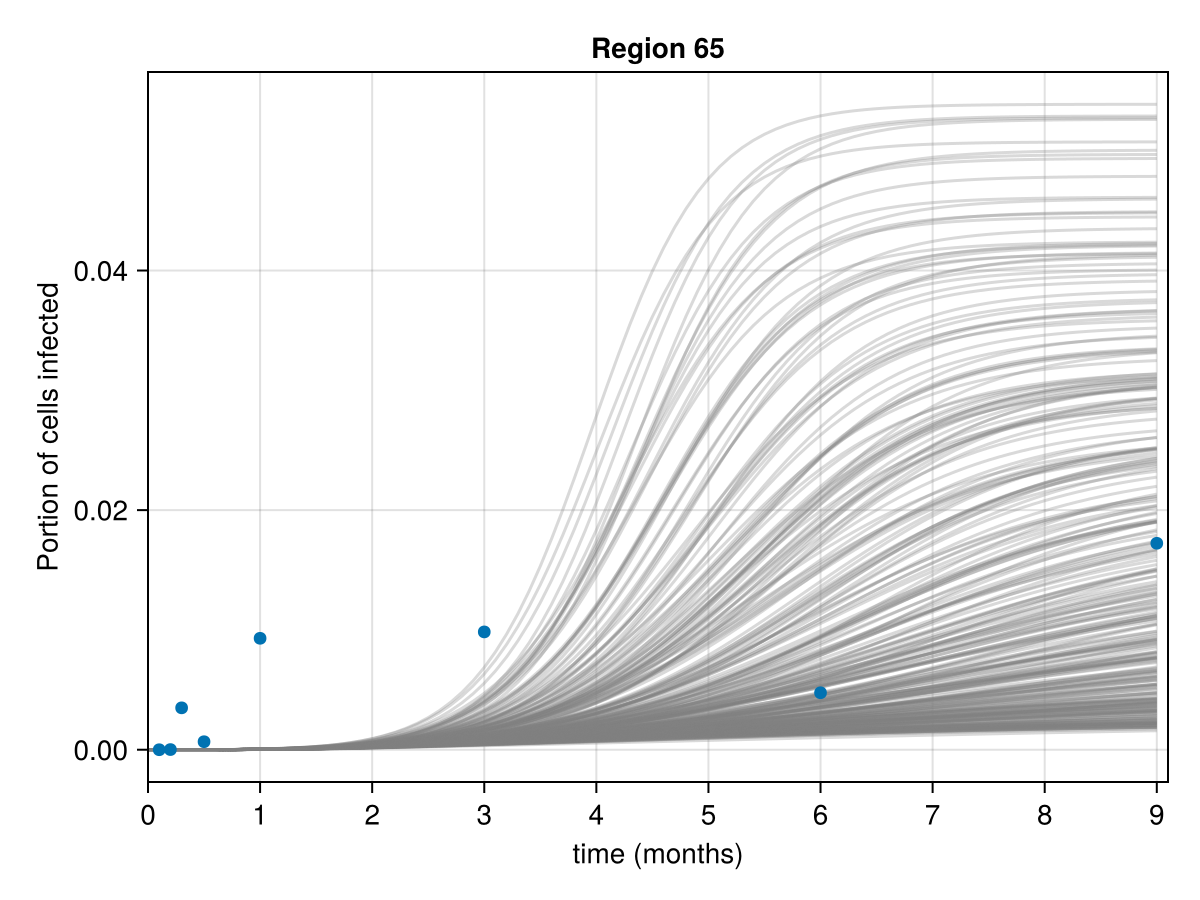 Region 65
Portion of cells infected
0.04
0.02
0.00
0 1 2 3 4 5 6 7 8 9
time (months)